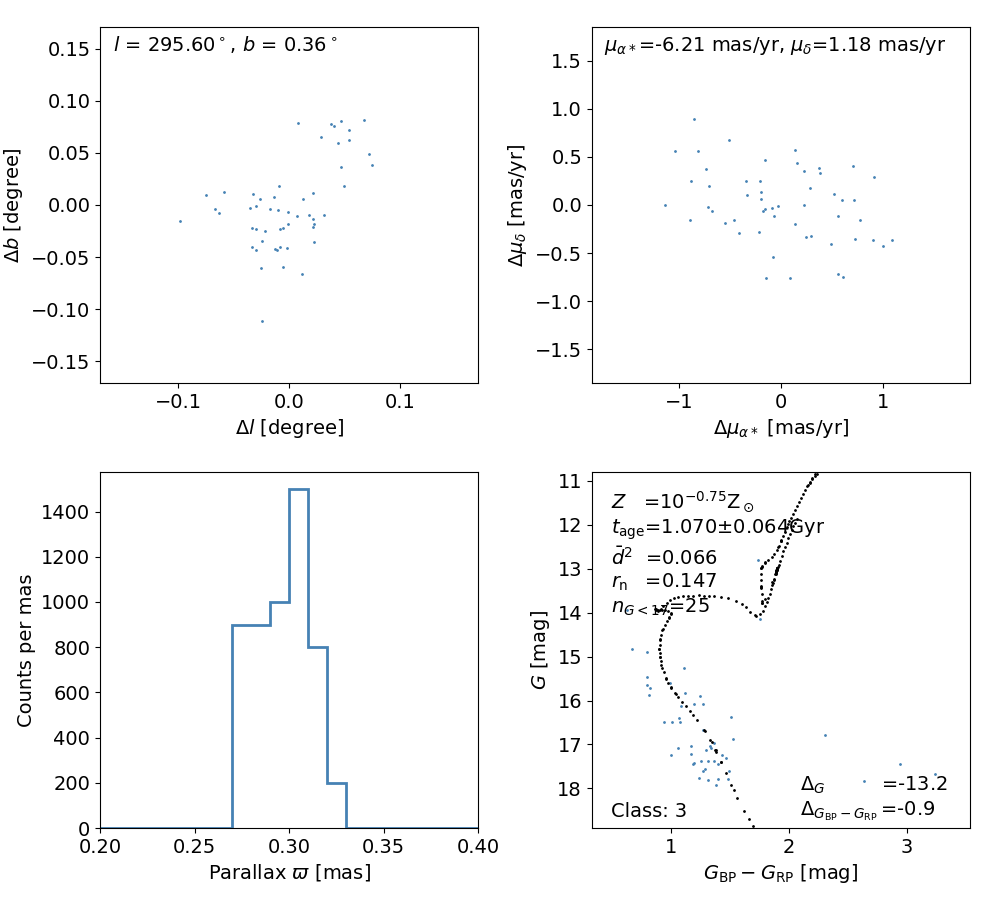 l = 295.60°, b = 0.36°
0.15
0.10
0.05
0.00
−0.05
−0.10
−0.15
−0.1
0.0
0.1
Δb [degree]
Δl [degree]
μα*=-6.21 mas/yr, μδ=1.18 mas/yr
1.5
1.0
0.5
0.0
−0.5
−1.0
−1.5
−1
0
1
Δμδ [mas/yr]
Δμα* [mas/yr]
1400
1200
1000
800
600
400
200
0
0.20
0.25
0.30
0.35
0.40
Counts per mas
Parallax ϖ [mas]
11
12
13
14
15
16
17
18
1
2
3
G [mag]
GBP − GRP [mag]
Z =10^−0.75 Z⊙
tage=1.070±0.064Gyr
d̄² =0.066
rn =0.147
nG<17=25
ΔG =-13.2
Class: 3
ΔGBP−GRP=-0.9